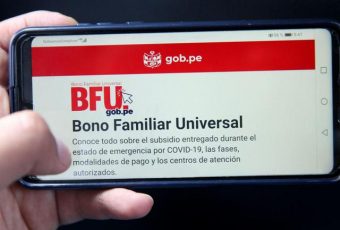 gob.pe
Bono Familiar Universal
BFU.
gob.pe
Bono Familiar Universal
Conoce todo sobre el subsidio entregado durante el
estado de emergencia por COVID-19, las fases,
modalidades de pago y los centros de atención
autorizados.